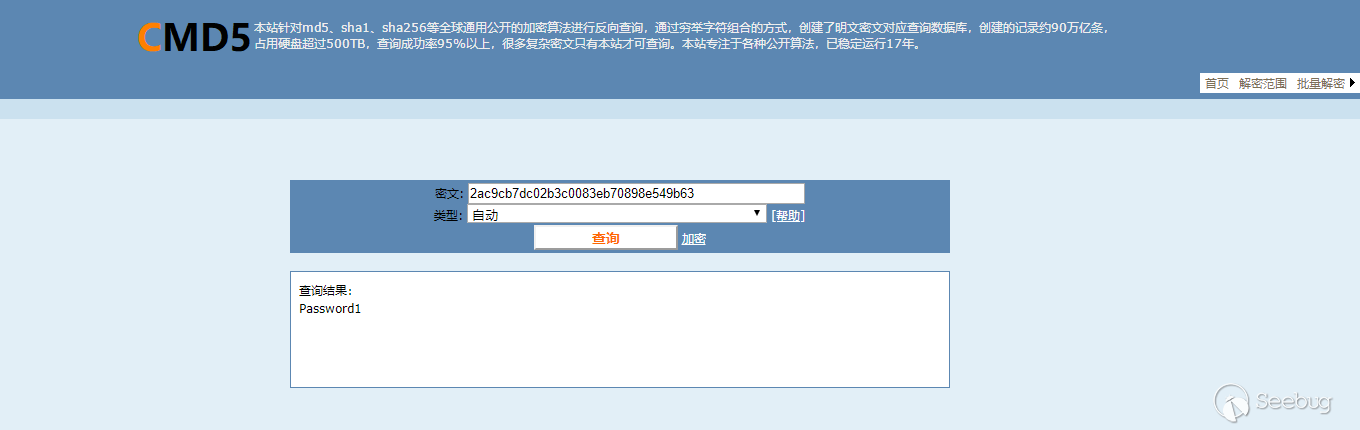 CMD5
本站针对md5、sha1、sha256等全球通用公开的加密算法进行反向查询，通过穷举字符组合的方式，创建了明文密文对应查询数据库，创建的记录约90万亿条，
占用硬盘超过500TB，查询成功率95%以上，很多复杂密文只有本站才可查询。本站专注于各种公开算法，已稳定运行17年。
首页 解密范围 批量解密
密文: 2ac9cb7dc02b3c0083eb70898e549b63
类型: 自动 [帮助]
查询 加密
查询结果:
Password1
Seebug